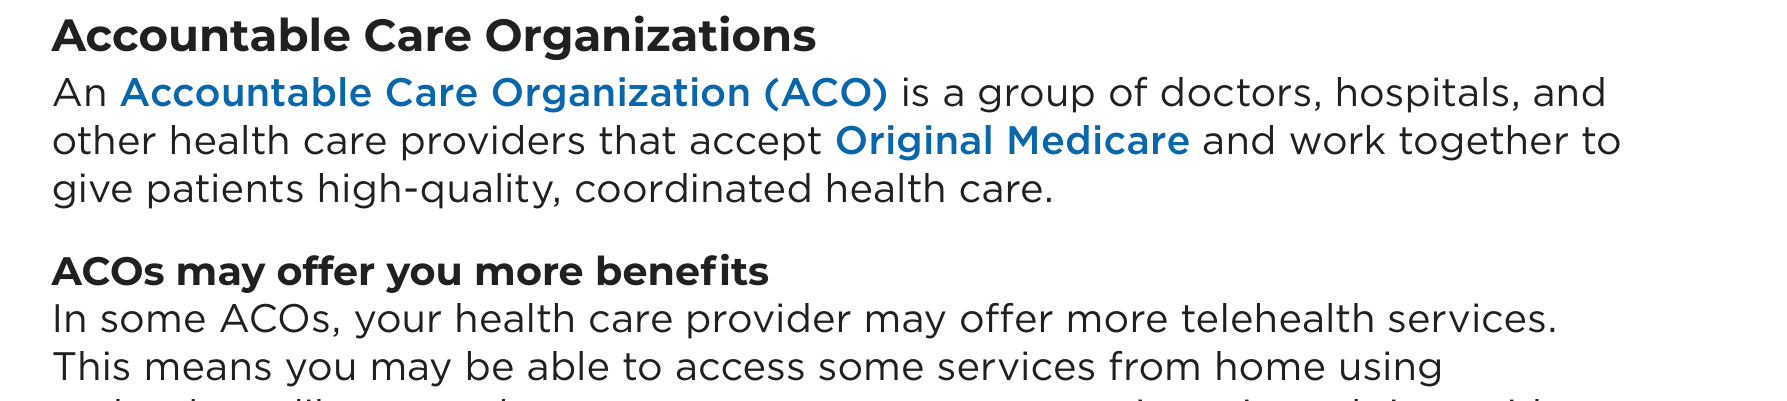 Accountable Care Organizations
An Accountable Care Organization (ACO) is a group of doctors, hospitals, and
other health care providers that accept Original Medicare and work together to
give patients high-quality, coordinated health care.
ACOs may offer you more benefits
In some ACOs, your health care provider may offer more telehealth services.
This means you may be able to access some services from home using